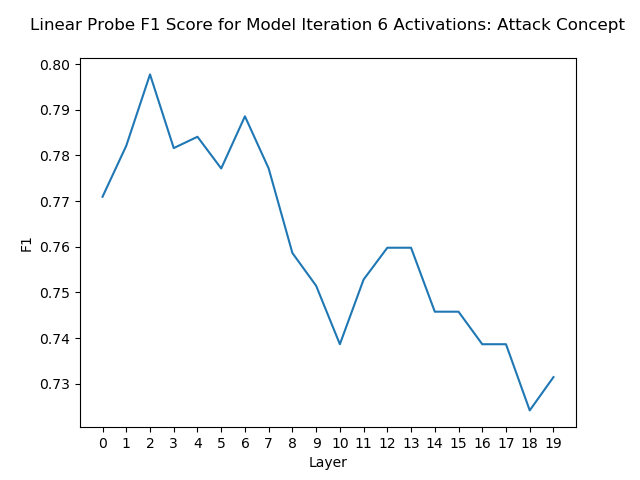 Linear Probe F1 Score for Model Iteration 6 Activations: Attack Concept
0.80
0.79
0.78
0.77
0.76
0.75
0.74
0.73
F1
0 1 2 3 4 5 6 7 8 9 10 11 12 13 14 15 16 17 18 19
Layer